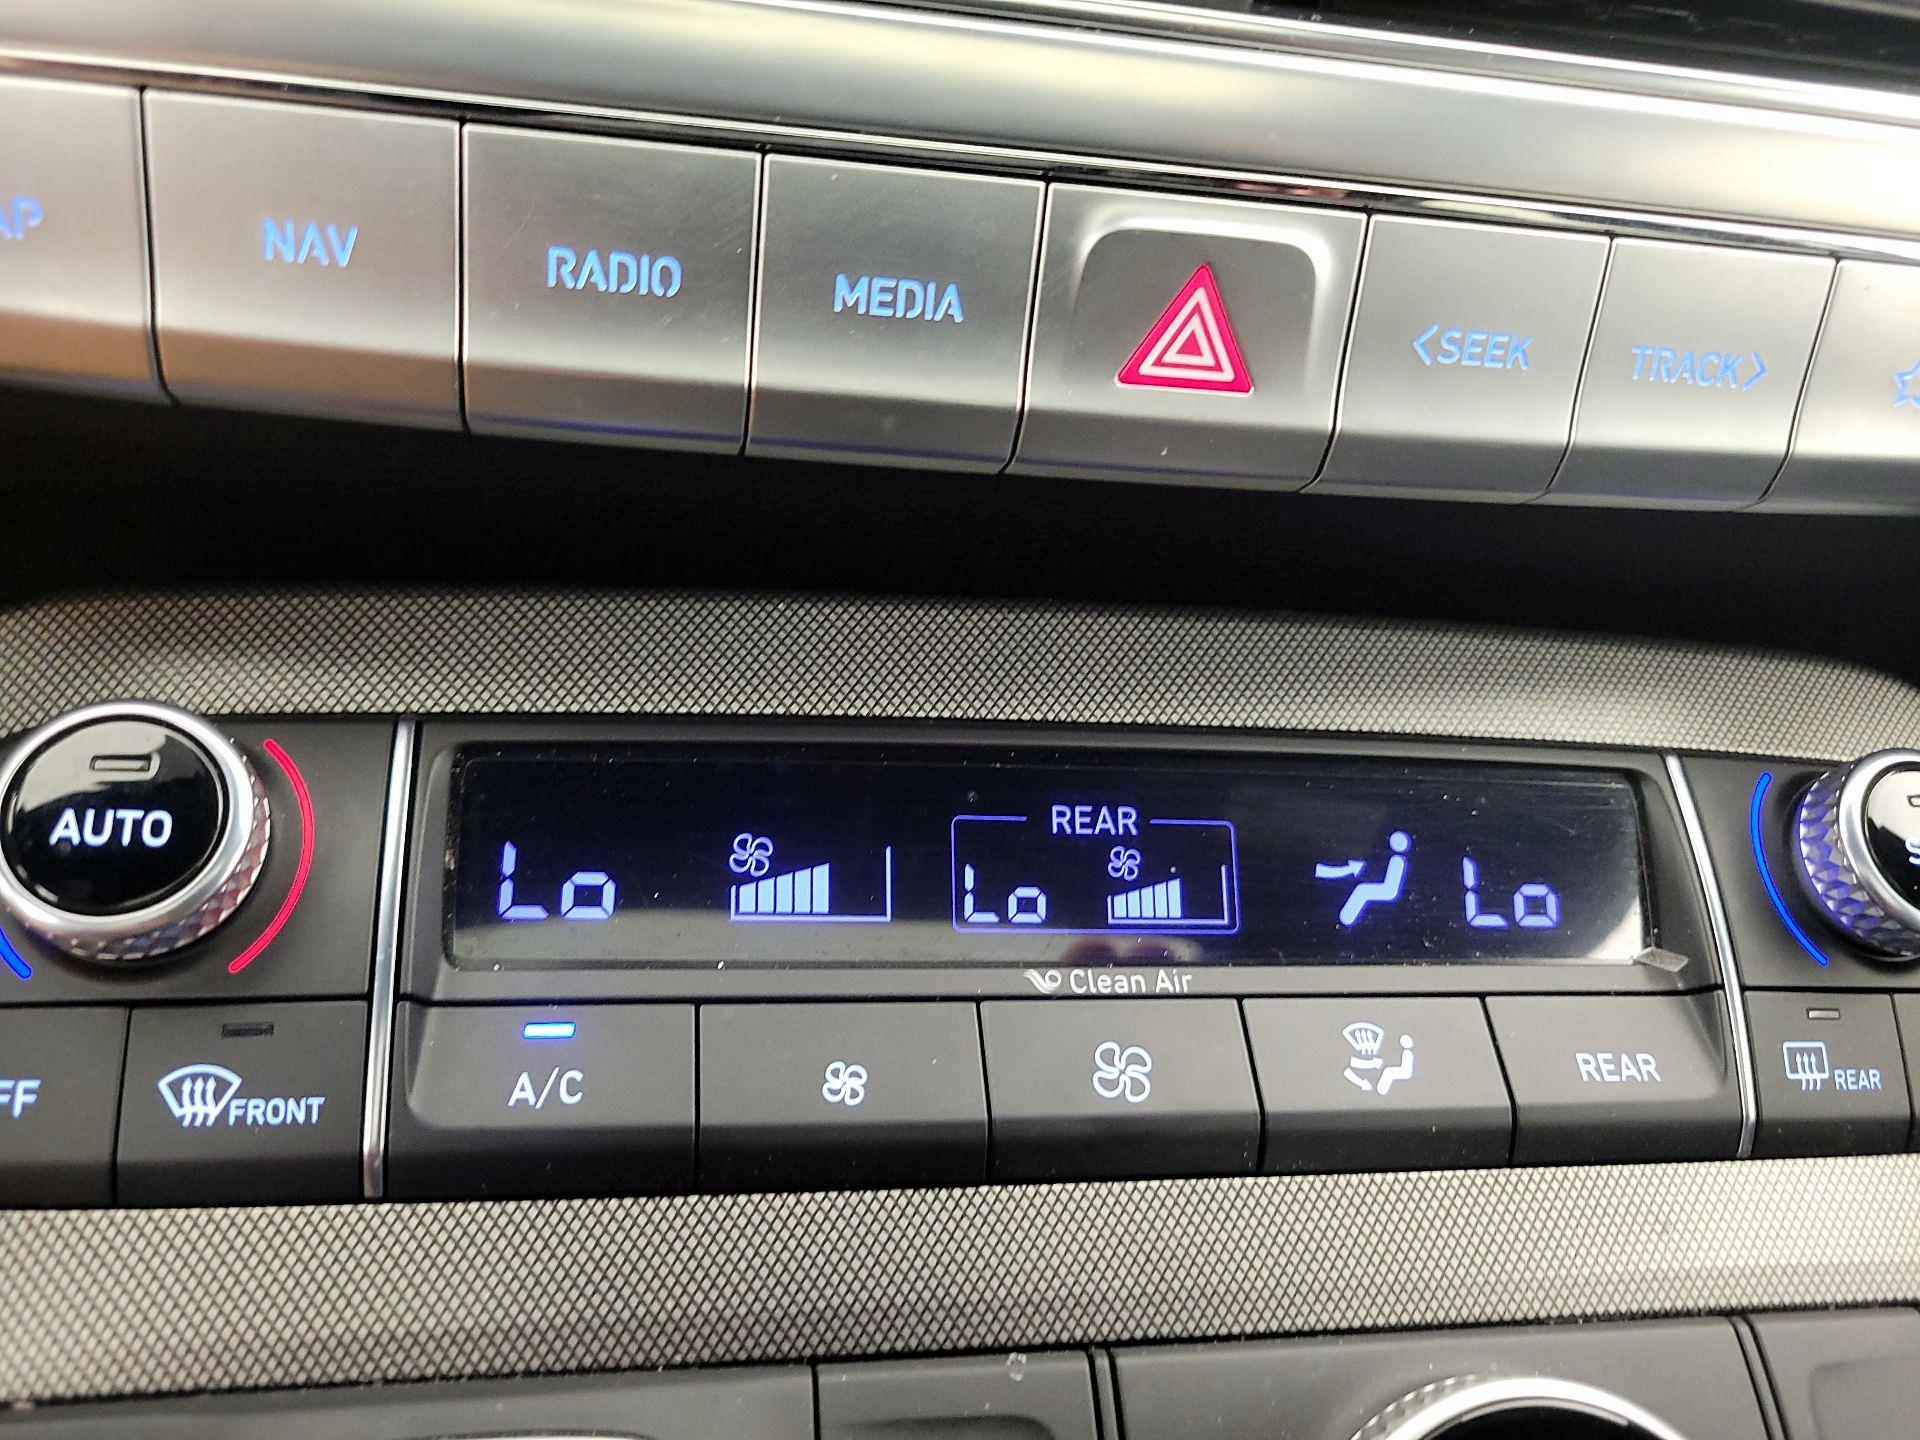 NAV
RADIO
MEDIA
<SEEK
TRACK>
AUTO
Lo
REAR
Lo
Lo
Clean Air
FRONT
A/C
REAR
REAR